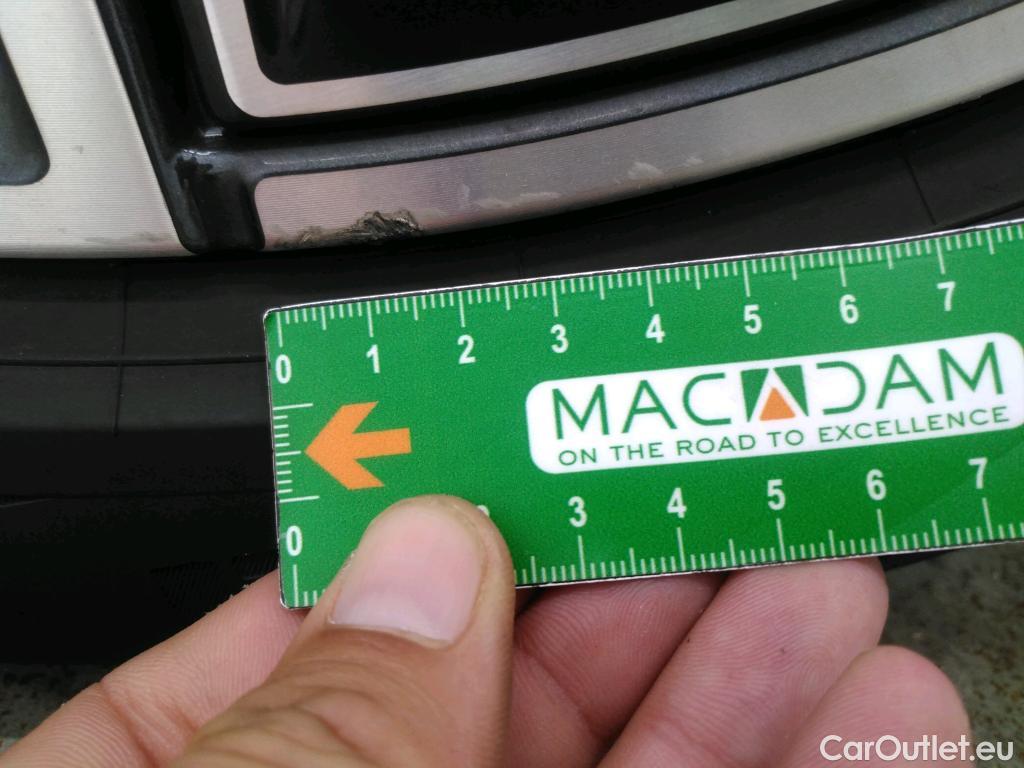 0 1 2 3 4 5 6 7
MACADAM
ON THE ROAD TO EXCELLENCE
0 3 4 5 6 7
CarOutlet.eu